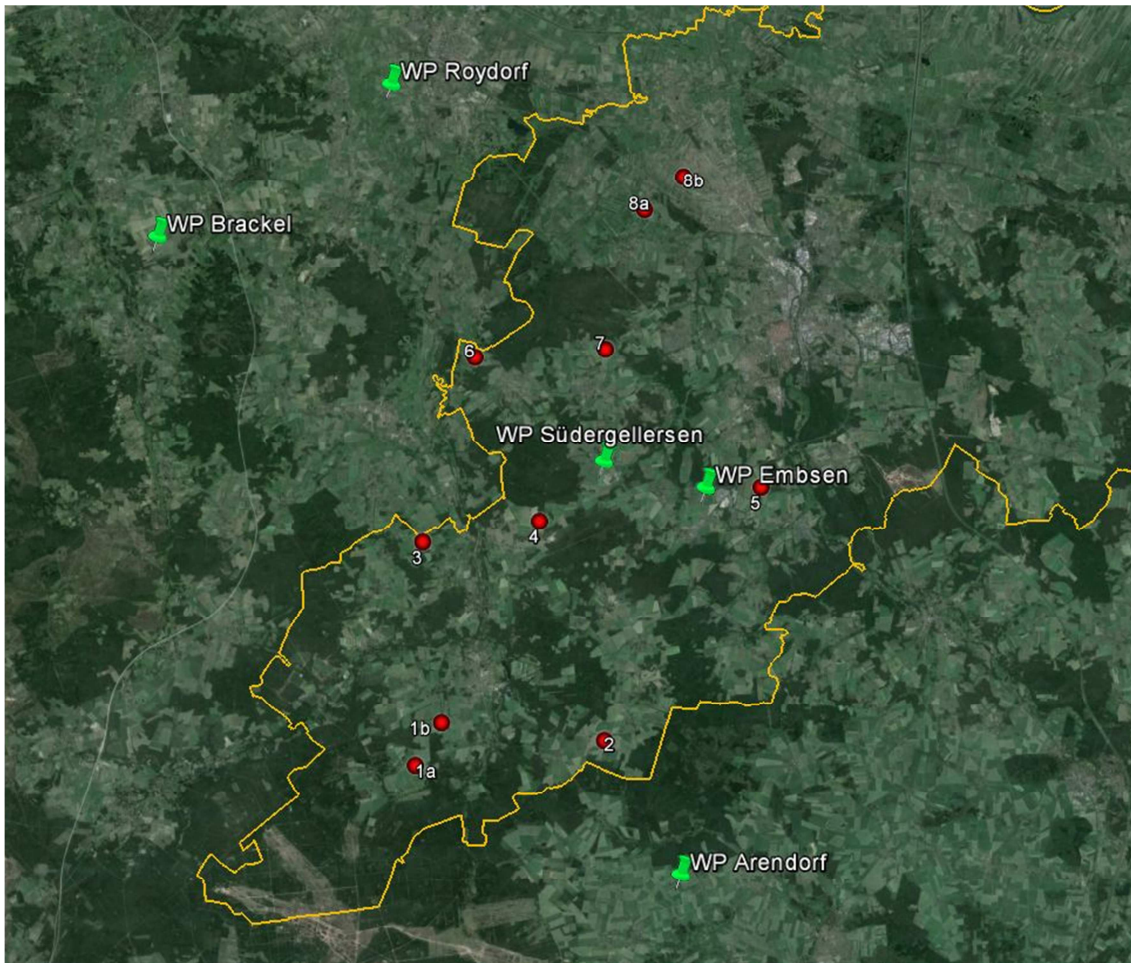 WP Roydorf
8b
8a
WP Brackel
7
6
WP Südergellersen
WP Embsen
5
4
3
1b
2
1a
WP Arendorf